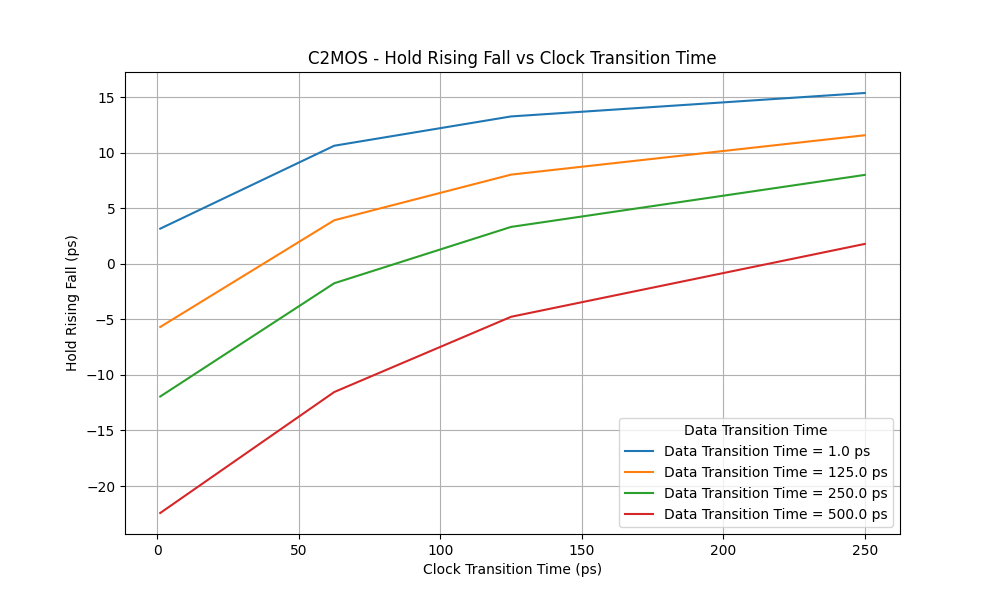 C2MOS - Hold Rising Fall vs Clock Transition Time
Hold Rising Fall (ps)
15
10
5
0
−5
−10
−15
−20
0
50
100
150
200
250
Clock Transition Time (ps)
Data Transition Time
Data Transition Time = 1.0 ps
Data Transition Time = 125.0 ps
Data Transition Time = 250.0 ps
Data Transition Time = 500.0 ps